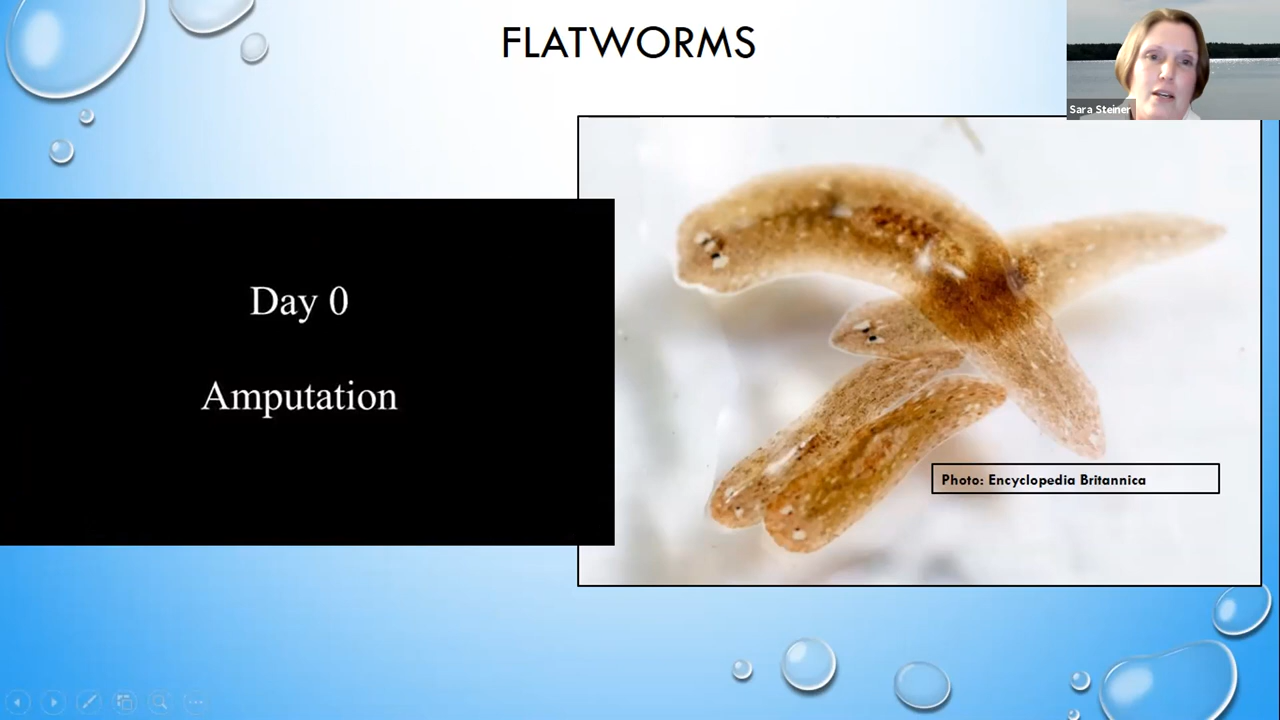 FLATWORMS
Sara Steiner
Day 0
Amputation
Photo: Encyclopedia Britannica